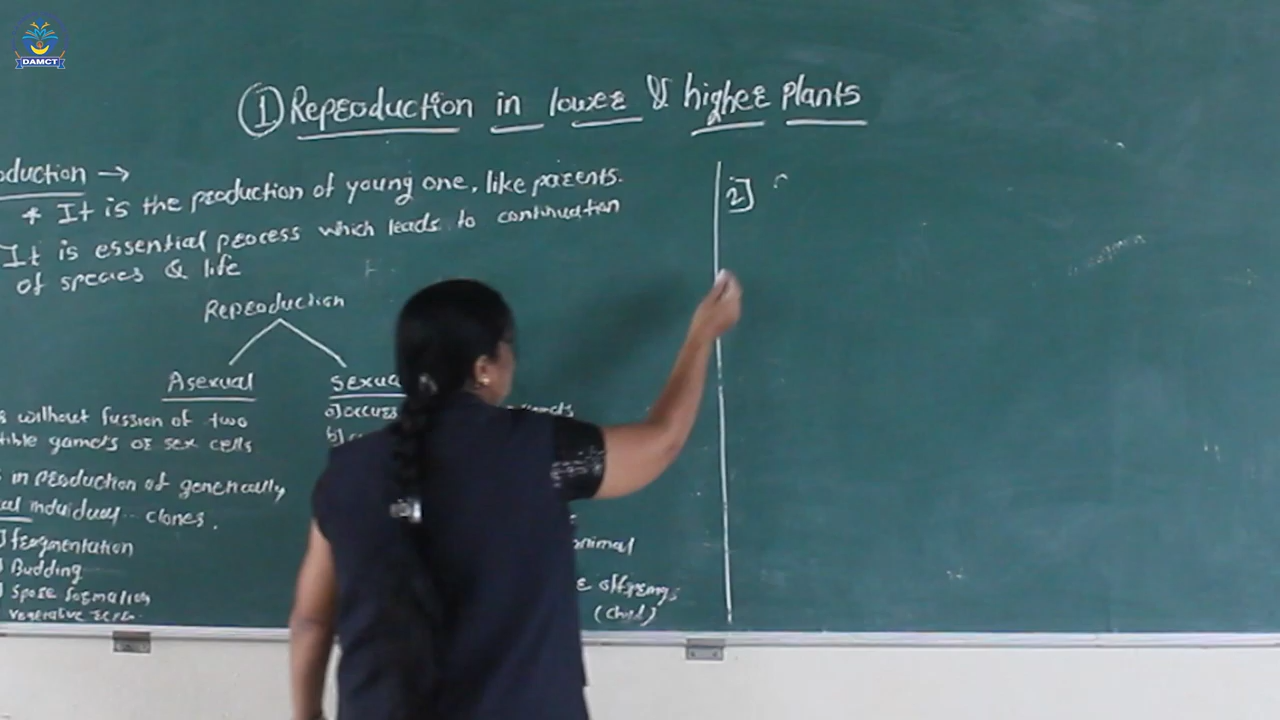 DAMCT
① Reproduction in lower & higher Plants
oduction →
* It is the production of young one, like parents.
It is essential process which leads to continuation
of species & life
Reproduction
Asexual
sexua
s without fussion of two
tible gamets or sex cells
a) occurs
b)
s in production of genetically
cal individual .. clones.
fragmentation
Budding
Spore formation
vegetative
animal
offsprings
(child)
2]